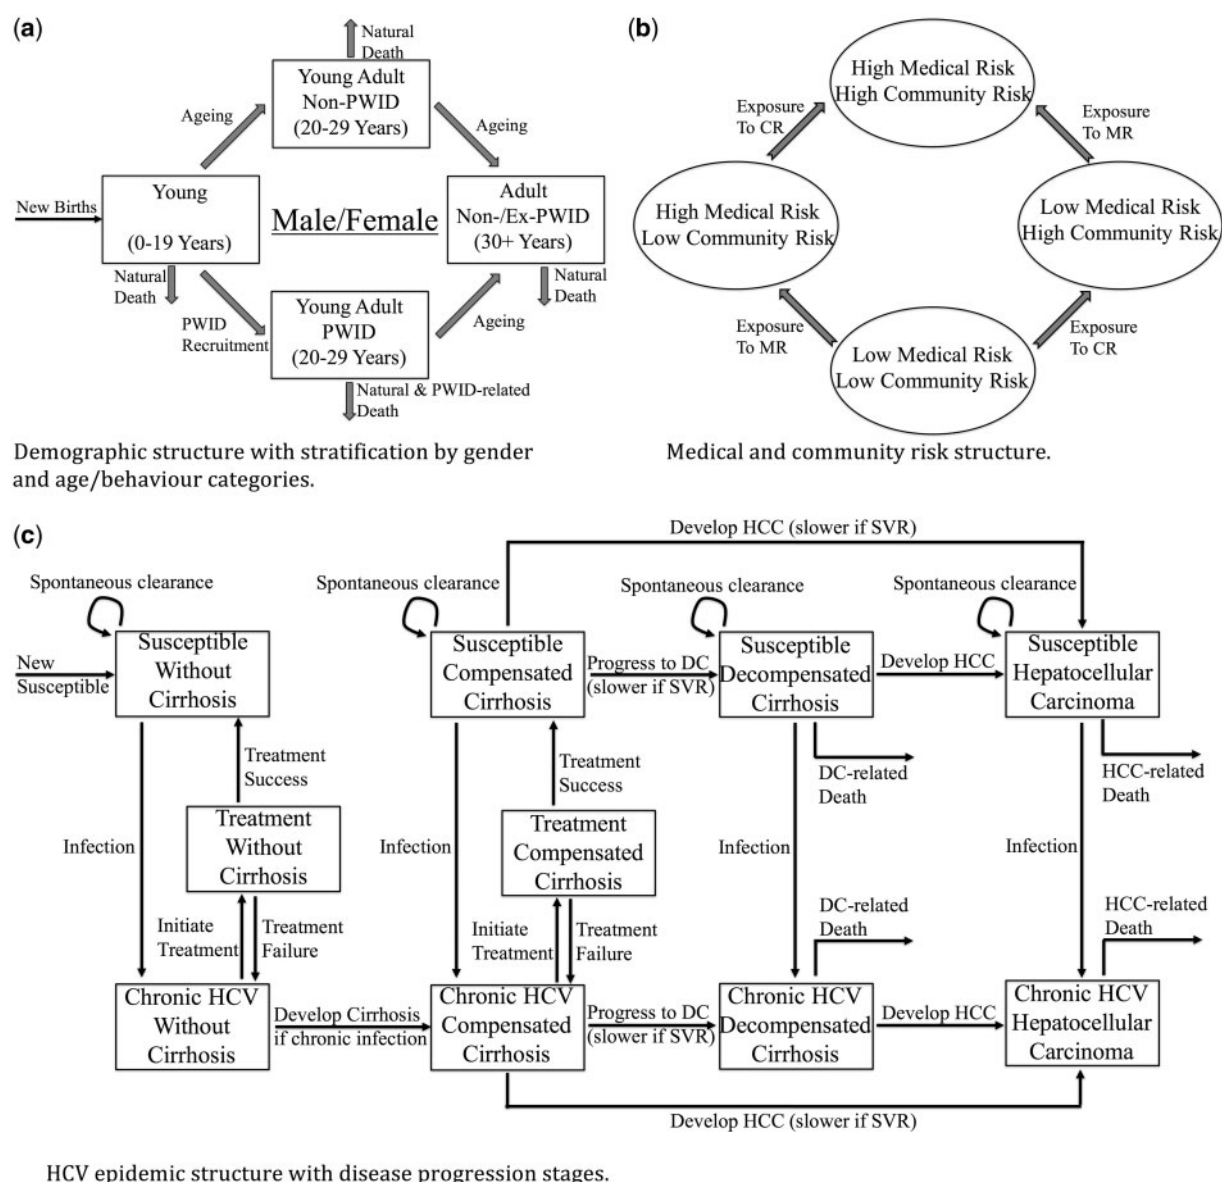 (a)
Natural
Death
Young Adult
Non-PWID
(20-29 Years)
Ageing
Ageing
New Births
Young
(0-19 Years)
Male/Female
Adult
Non-/Ex-PWID
(30+ Years)
Natural
Death
Natural
Death
PWID
Recruitment
Young Adult
PWID
(20-29 Years)
Ageing
Natural & PWID-related
Death
Demographic structure with stratification by gender
and age/behaviour categories.
(b)
High Medical Risk
High Community Risk
Exposure
To CR
Exposure
To MR
High Medical Risk
Low Community Risk
Low Medical Risk
High Community Risk
Exposure
To MR
Exposure
To CR
Low Medical Risk
Low Community Risk
Medical and community risk structure.
(c)
Develop HCC (slower if SVR)
Spontaneous clearance
Spontaneous clearance
Spontaneous clearance
Spontaneous clearance
New
Susceptible
Susceptible
Without
Cirrhosis
Susceptible
Compensated
Cirrhosis
Progress to DC
(slower if SVR)
Susceptible
Decompensated
Cirrhosis
Develop HCC
Susceptible
Hepatocellular
Carcinoma
Treatment
Success
Treatment
Success
DC-related
Death
HCC-related
Death
Infection
Treatment
Without
Cirrhosis
Infection
Treatment
Compensated
Cirrhosis
Infection
Infection
Initiate
Treatment
Treatment
Failure
Initiate
Treatment
Treatment
Failure
DC-related
Death
HCC-related
Death
Chronic HCV
Without
Cirrhosis
Develop Cirrhosis
if chronic infection
Chronic HCV
Compensated
Cirrhosis
Progress to DC
(slower if SVR)
Chronic HCV
Decompensated
Cirrhosis
Develop HCC
Chronic HCV
Hepatocellular
Carcinoma
Develop HCC (slower if SVR)
HCV epidemic structure with disease progression stages.